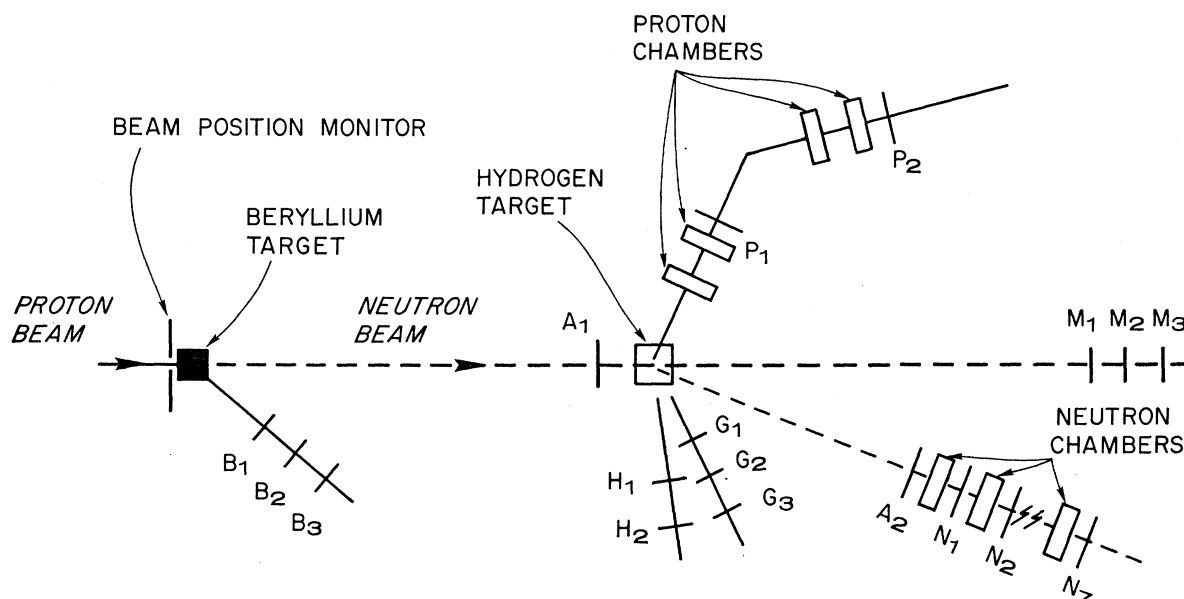 PROTON
CHAMBERS
BEAM POSITION MONITOR
P2
HYDROGEN
TARGET
BERYLLIUM
TARGET
P1
PROTON
BEAM
NEUTRON
BEAM
A1
M1 M2 M3
NEUTRON
CHAMBERS
G1
B1
G2
H1
B2
G3
A2
B3
H2
N1
N2
N7